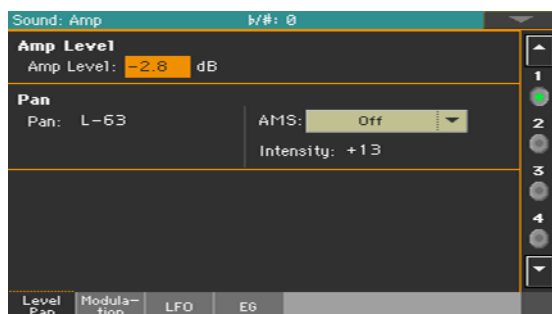 Sound: Amp ♭/#: 0
Amp Level
Amp Level: -2.8 dB
Pan
Pan: L-63 AMS: Off
Intensity: +13
1
2
3
4
Level Pan Modula-tion LFO EG